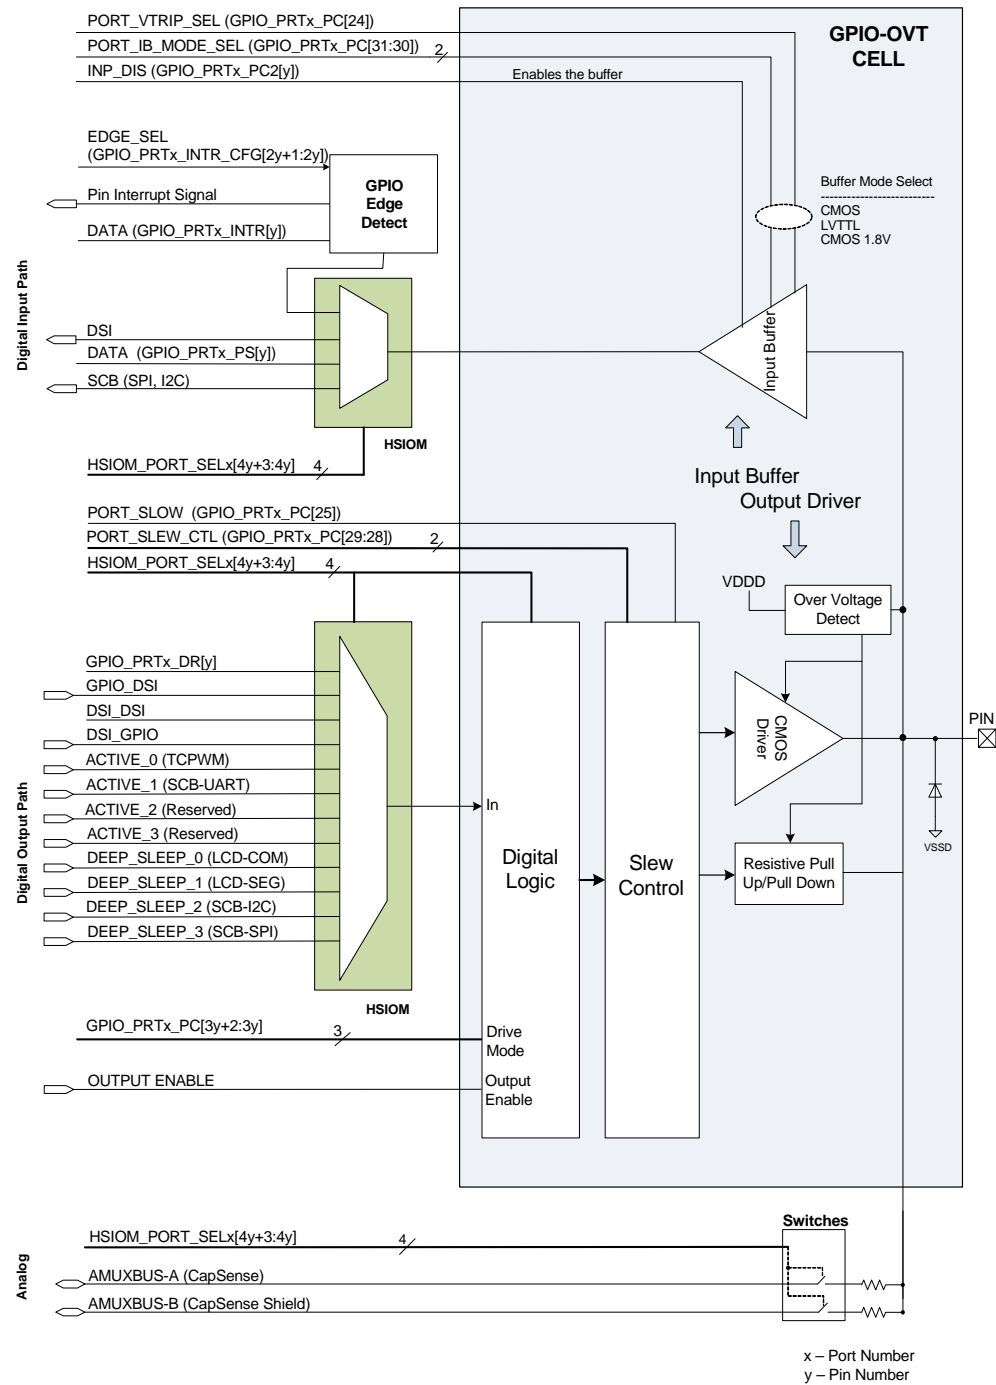 PORT_VTRIP_SEL (GPIO_PRTx_PC[24])
PORT_IB_MODE_SEL (GPIO_PRTx_PC[31:30])
2
INP_DIS (GPIO_PRTx_PC2[y])
Enables the buffer
GPIO-OVT
CELL
EDGE_SEL
(GPIO_PRTx_INTR_CFG[2y+1:2y])
Pin Interrupt Signal
DATA (GPIO_PRTx_INTR[y])
GPIO
Edge
Detect
Buffer Mode Select
CMOS
LVTTL
CMOS 1.8V
Digital Input Path
DSI
DATA (GPIO_PRTx_PS[y])
SCB (SPI, I2C)
Input Buffer
HSIOM
HSIOM_PORT_SELx[4y+3:4y]
4
Input Buffer
Output Driver
PORT_SLOW (GPIO_PRTx_PC[25])
PORT_SLEW_CTL (GPIO_PRTx_PC[29:28])
2
HSIOM_PORT_SELx[4y+3:4y]
4
VDDD
Over Voltage
Detect
Digital Output Path
GPIO_PRTx_DR[y]
GPIO_DSI
DSI_DSI
DSI_GPIO
ACTIVE_0 (TCPWM)
ACTIVE_1 (SCB-UART)
ACTIVE_2 (Reserved)
ACTIVE_3 (Reserved)
DEEP_SLEEP_0 (LCD-COM)
DEEP_SLEEP_1 (LCD-SEG)
DEEP_SLEEP_2 (SCB-I2C)
DEEP_SLEEP_3 (SCB-SPI)
HSIOM
In
Digital
Logic
Slew
Control
CMOS
Driver
PIN
VSSD
Resistive Pull
Up/Pull Down
GPIO_PRTx_PC[3y+2:3y]
3
Drive
Mode
OUTPUT ENABLE
Output
Enable
Analog
Switches
HSIOM_PORT_SELx[4y+3:4y]
4
AMUXBUS-A (CapSense)
AMUXBUS-B (CapSense Shield)
x – Port Number
y – Pin Number